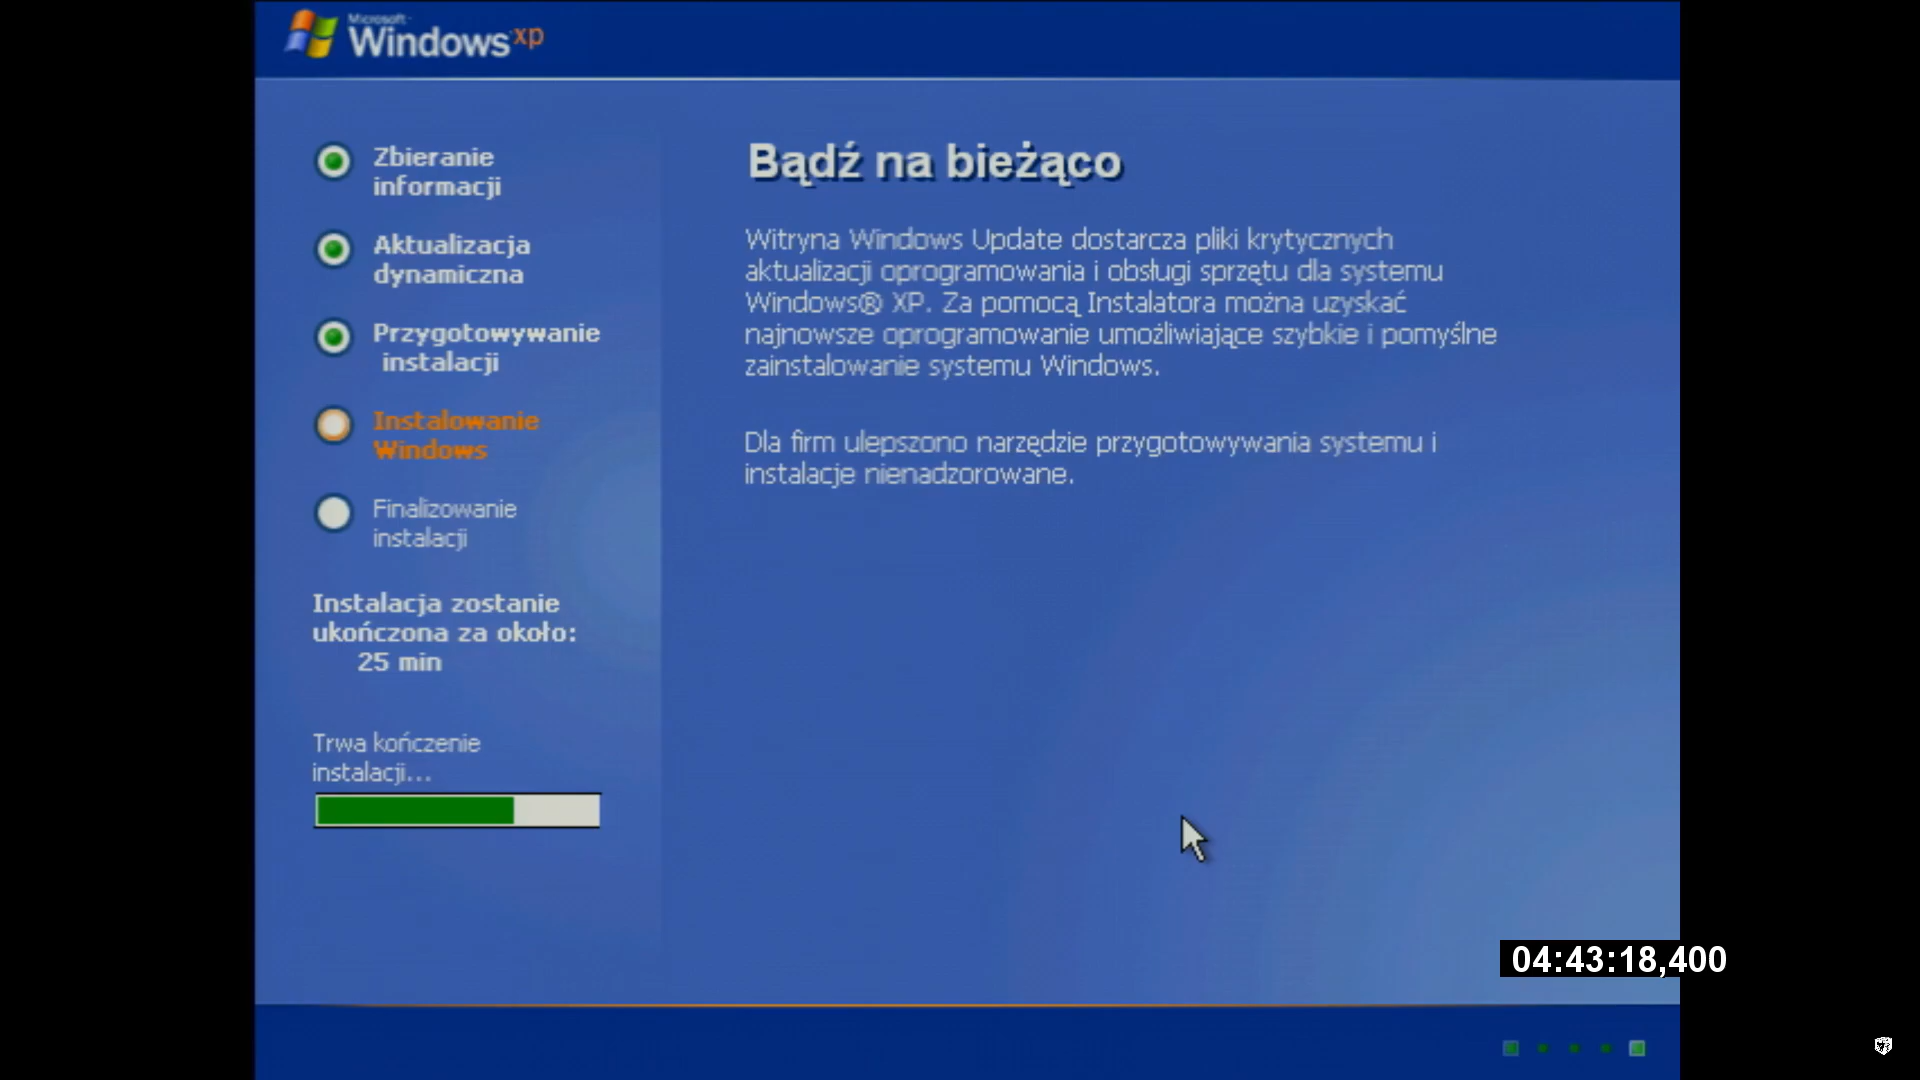 Microsoft
Windows xp
Zbieranie
informacji
Aktualizacja
dynamiczna
Przygotowywanie
instalacji
Instalowanie
Windows
Finalizowanie
instalacji
Instalacja zostanie
ukończona za około:
25 min
Trwa kończenie
instalacji...
Bądź na bieżąco
Witryna Windows Update dostarcza pliki krytycznych
aktualizacji oprogramowania i obsługi sprzętu dla systemu
Windows® XP. Za pomocą Instalatora można uzyskać
najnowsze oprogramowanie umożliwiające szybkie i pomyślne
zainstalowanie systemu Windows.
Dla firm ulepszono narzędzie przygotowywania systemu i
instalacje nienadzorowane.
04:43:18,400